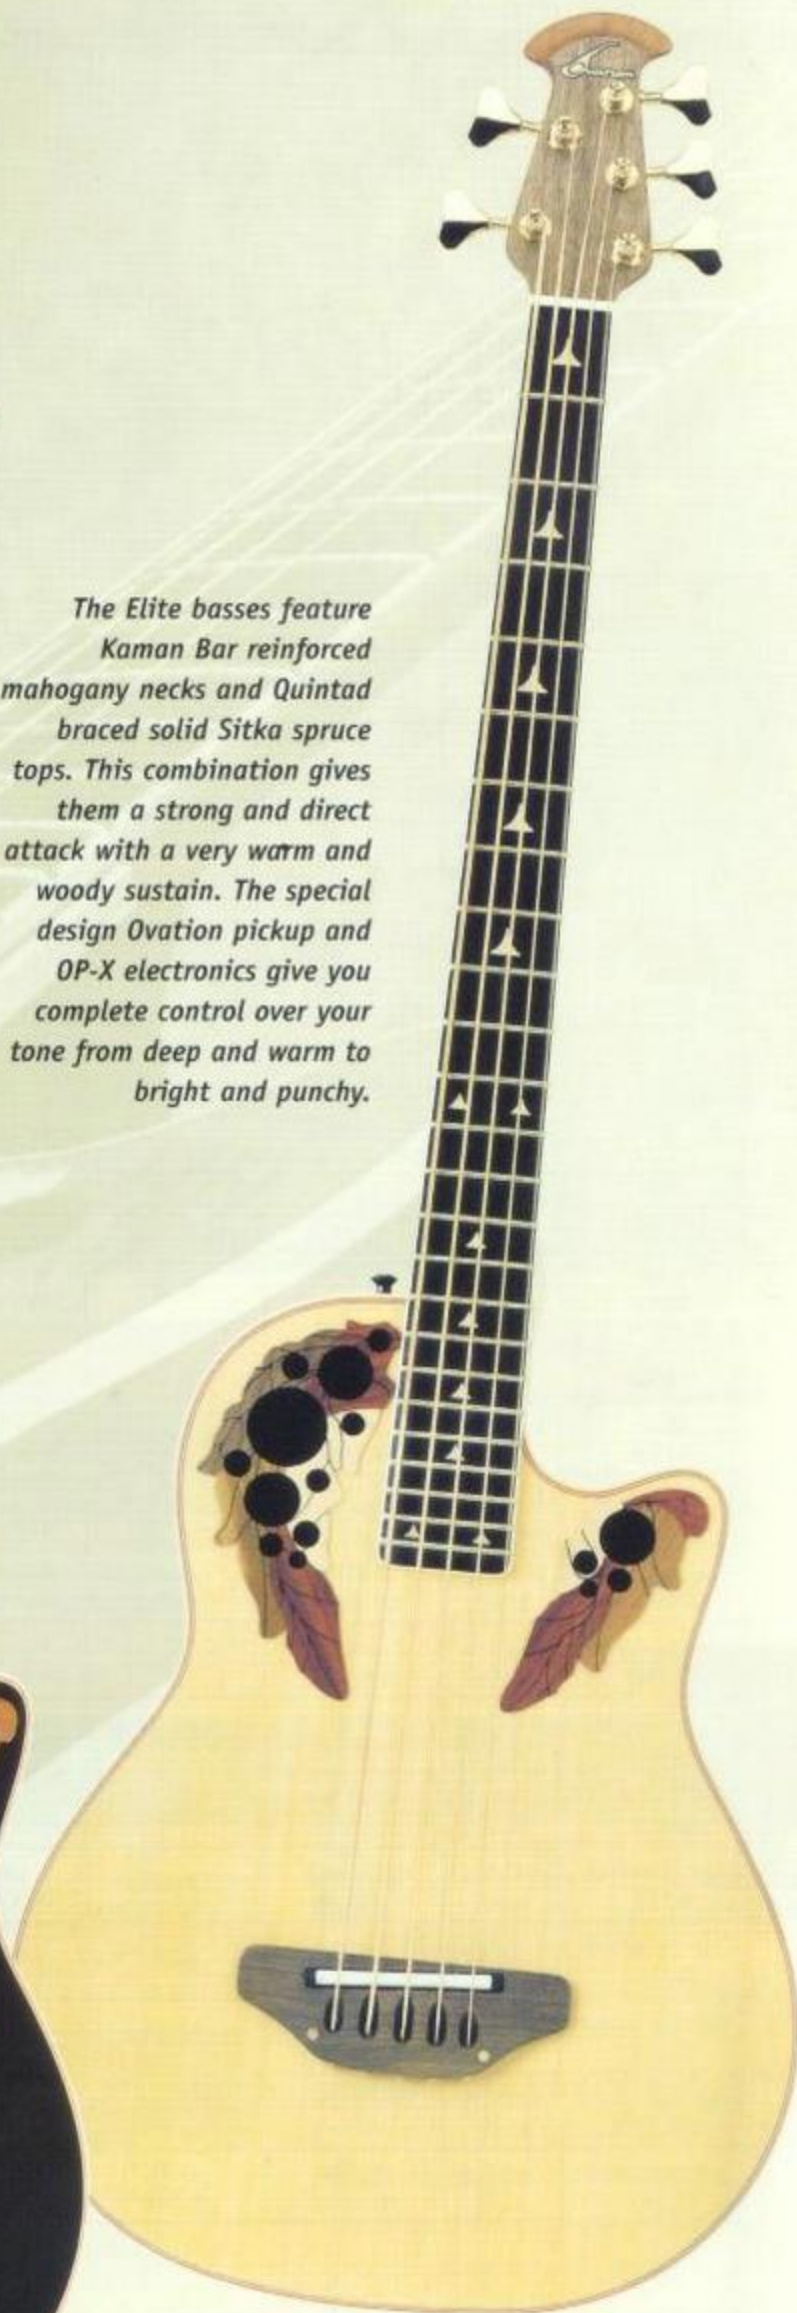 Ovation
The Elite basses feature
Kaman Bar reinforced
mahogany necks and Quintad
braced solid Sitka spruce
tops. This combination gives
them a strong and direct
attack with a very warm and
woody sustain. The special
design Ovation pickup and
OP-X electronics give you
complete control over your
tone from deep and warm to
bright and punchy.